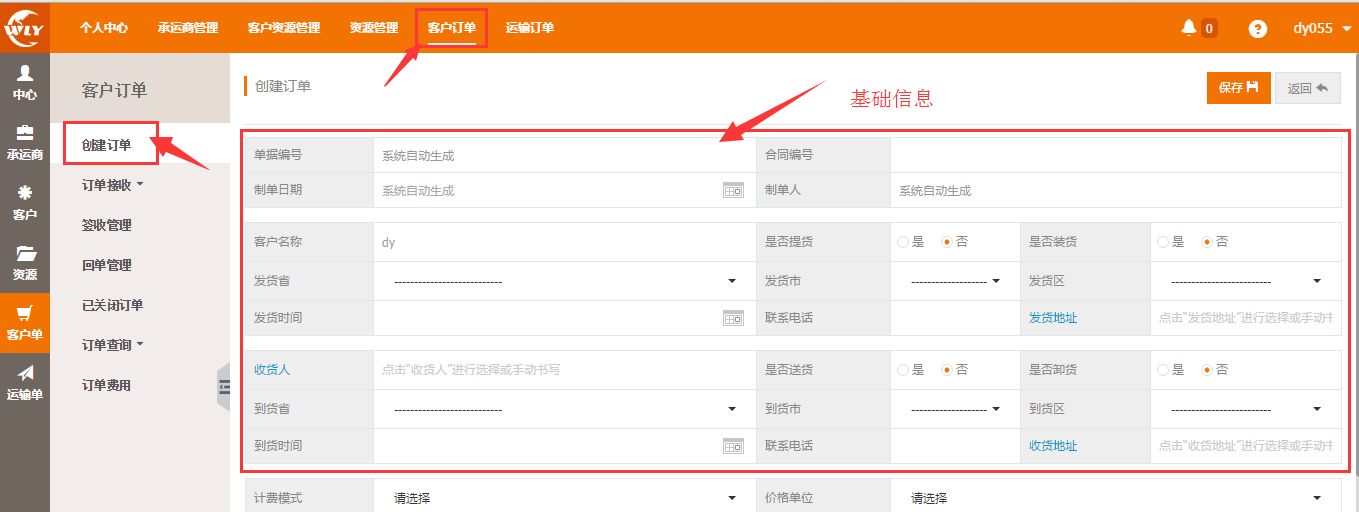 WLY 个人中心 承运商管理 客户资源管理 资源管理 客户订单 运输订单 0 ? dy055
中心
承运商
客户
资源
客户单
运输单
客户订单
创建订单
订单接收
签收管理
回单管理
已关闭订单
订单查询
订单费用
创建订单 基础信息 保存 返回
单据编号 系统自动生成 合同编号
制单日期 系统自动生成 制单人 系统自动生成
客户名称 dy 是否提货 是 否 是否装货 是 否
发货省 --------------------------- 发货市 ------------------- 发货区 -------------------------
发货时间 联系电话 发货地址 点击"发货地址"进行选择或手动书
收货人 点击"收货人"进行选择或手动书写 是否送货 是 否 是否卸货 是 否
到货省 --------------------------- 到货市 ------------------- 到货区 -------------------------
到货时间 联系电话 收货地址 点击"收货地址"进行选择或手动书
计费模式 请选择 价格单位 请选择